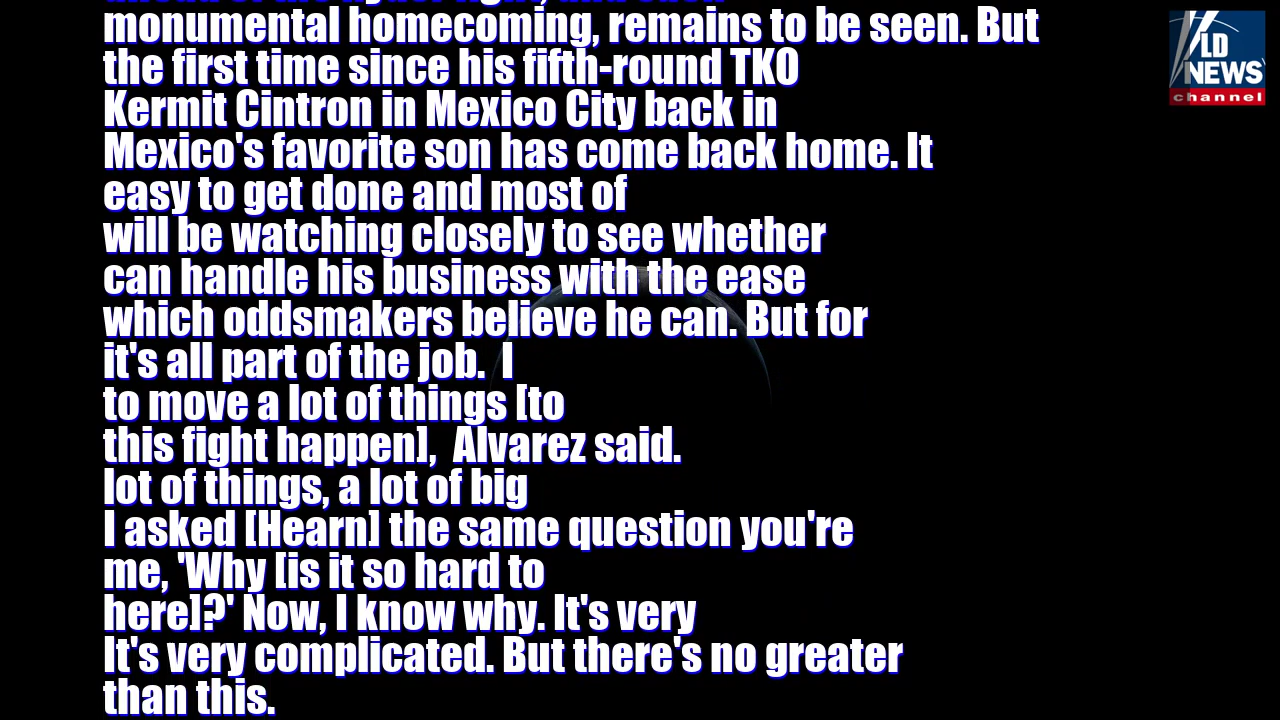 monumental homecoming, remains to be seen. But
the first time since his fifth-round TKO
Kermit Cintron in Mexico City back in
Mexico's favorite son has come back home. It
easy to get done and most of
will be watching closely to see whether
can handle his business with the ease
which oddsmakers believe he can. But for
it's all part of the job.  I
to move a lot of things [to
this fight happen],  Alvarez said.
lot of things, a lot of big
I asked [Hearn] the same question you're
me, 'Why [is it so hard to
here]?' Now, I know why. It's very
It's very complicated. But there's no greater
than this.
LD
NEWS
channel